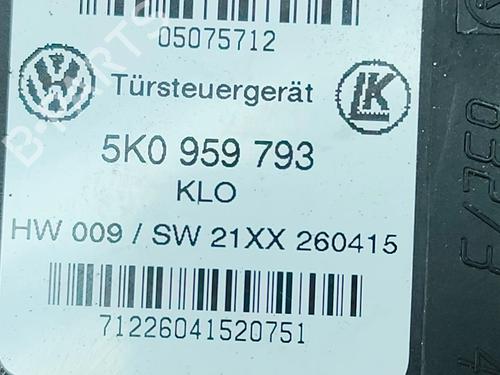 05075712
Türsteuergerät
5K0 959 793
KLO
HW 009 / SW 21XX 260415
71226041520751